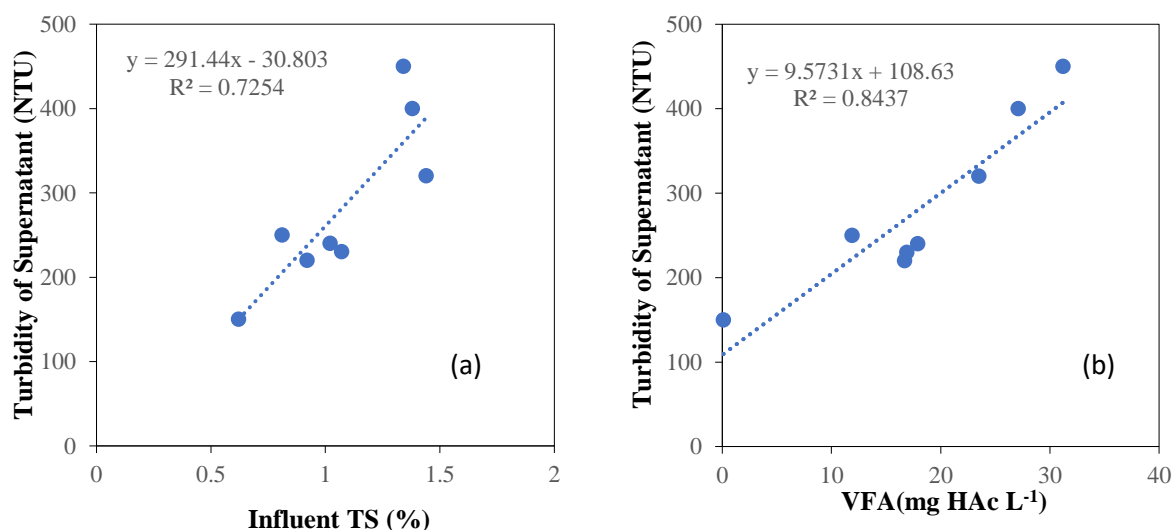 Turbidity of Supernatant (NTU)
500
400
300
200
100
0
y = 291.44x - 30.803
R² = 0.7254
(a)
0 0.5 1 1.5 2
Influent TS (%)
Turbidity of Supernatant (NTU)
500
400
300
200
100
0
y = 9.5731x + 108.63
R² = 0.8437
(b)
0 10 20 30 40
VFA(mg HAc L⁻¹)